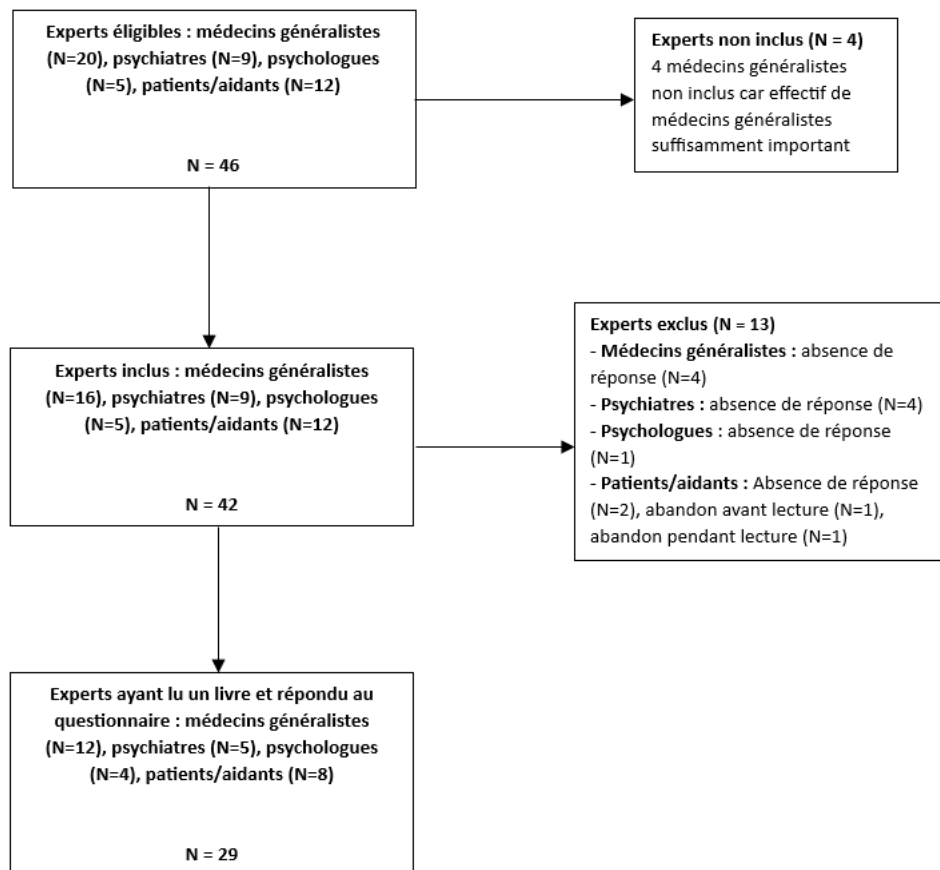 Experts éligibles : médecins généralistes
(N=20), psychiatres (N=9), psychologues
(N=5), patients/aidants (N=12)
N = 46
Experts non inclus (N = 4)
4 médecins généralistes
non inclus car effectif de
médecins généralistes
suffisamment important
Experts inclus : médecins généralistes
(N=16), psychiatres (N=9), psychologues
(N=5), patients/aidants (N=12)
N = 42
Experts exclus (N = 13)
- Médecins généralistes : absence de
réponse (N=4)
- Psychiatres : absence de réponse (N=4)
- Psychologues : absence de réponse
(N=1)
- Patients/aidants : Absence de réponse
(N=2), abandon avant lecture (N=1),
abandon pendant lecture (N=1)
Experts ayant lu un livre et répondu au
questionnaire : médecins généralistes
(N=12), psychiatres (N=5), psychologues
(N=4), patients/aidants (N=8)
N = 29